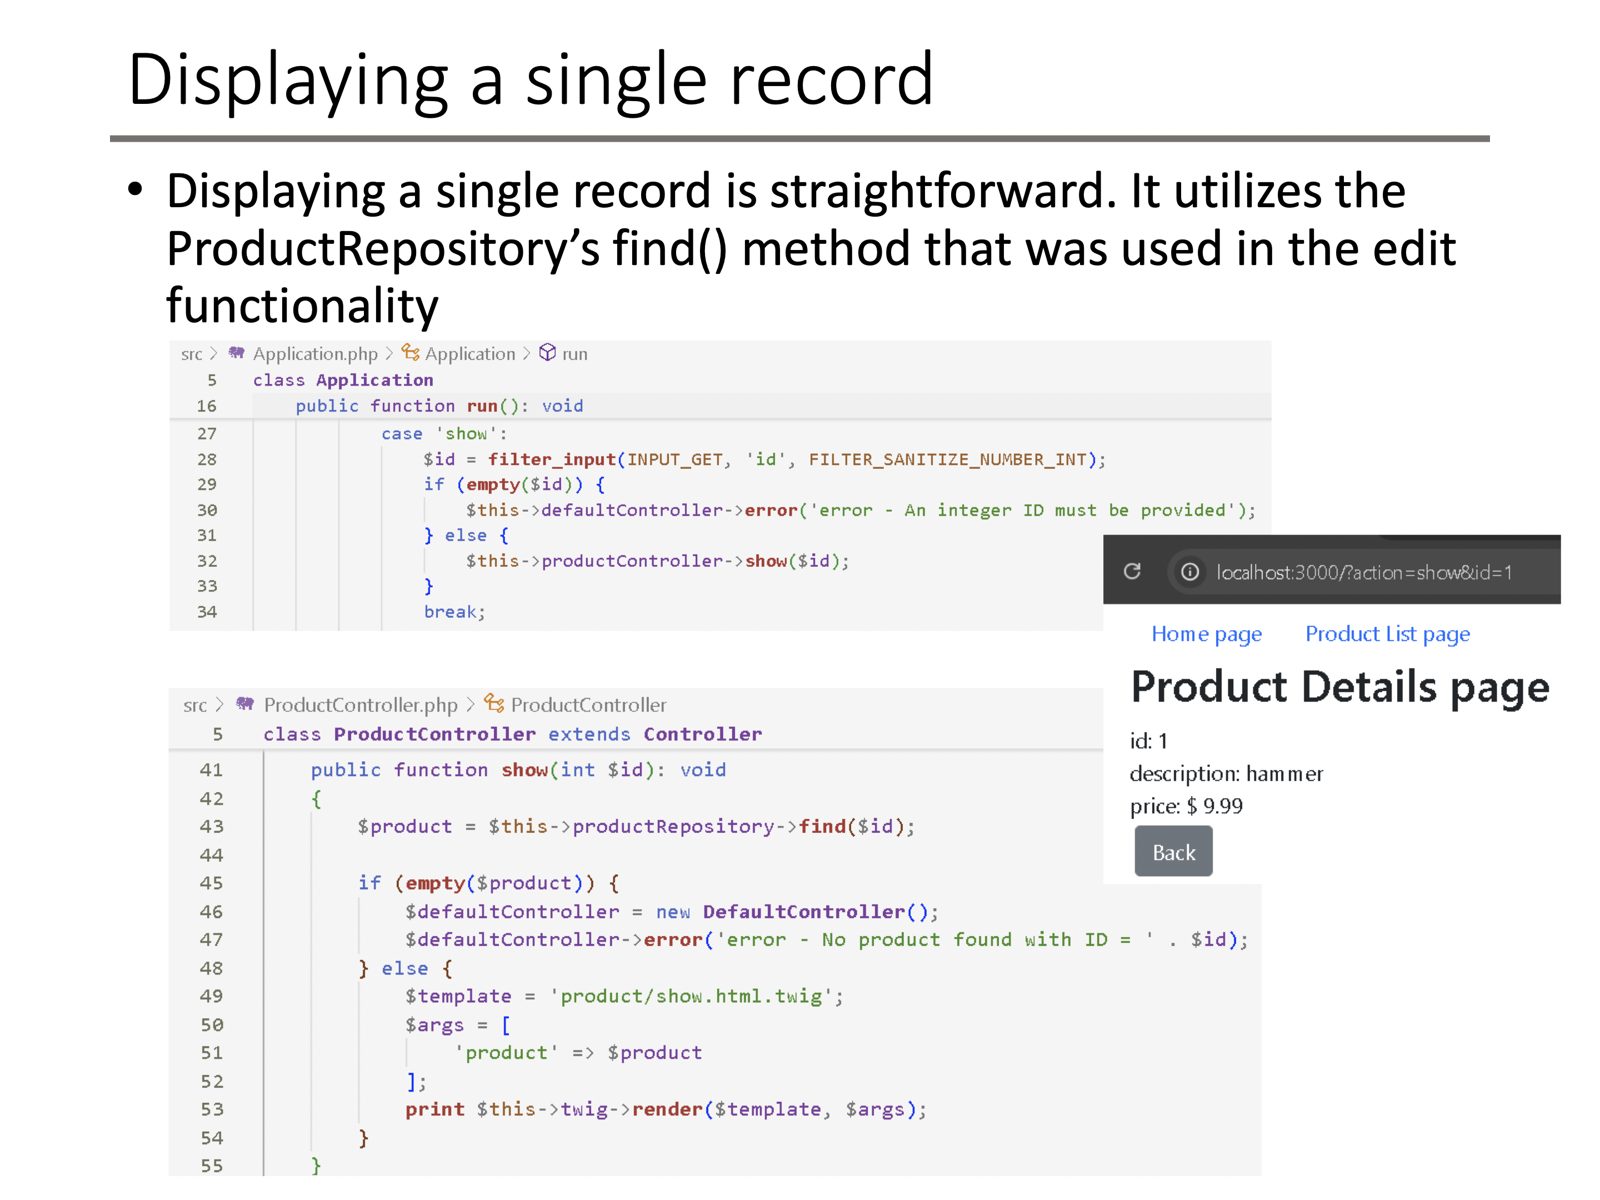 Displaying a single record
• Displaying a single record is straightforward. It utilizes the
ProductRepository’s find() method that was used in the edit
functionality
src > Application.php > Application > run
5 class Application
16 public function run(): void
27 case 'show':
28 $id = filter_input(INPUT_GET, 'id', FILTER_SANITIZE_NUMBER_INT);
29 if (empty($id)) {
30 $this->defaultController->error('error - An integer ID must be provided');
31 } else {
32 $this->productController->show($id);
33 }
34 break;
localhost:3000/?action=show&id=1
Home page Product List page
Product Details page
id: 1
description: hammer
price: $ 9.99
Back
src > ProductController.php > ProductController
5 class ProductController extends Controller
41 public function show(int $id): void
42 {
43 $product = $this->productRepository->find($id);
44
45 if (empty($product)) {
46 $defaultController = new DefaultController();
47 $defaultController->error('error - No product found with ID = ' . $id);
48 } else {
49 $template = 'product/show.html.twig';
50 $args = [
51 'product' => $product
52 ];
53 print $this->twig->render($template, $args);
54 }
55 }